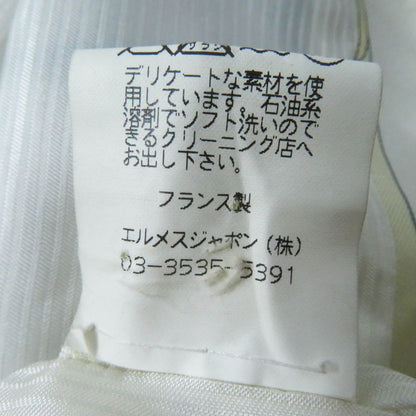 デリケートな素材を使
用しています。石油系
溶剤でソフト洗いので
きるクリーニング店へ
お出し下さい。
フランス製
エルメスジャポン(株)
03-3535-5391